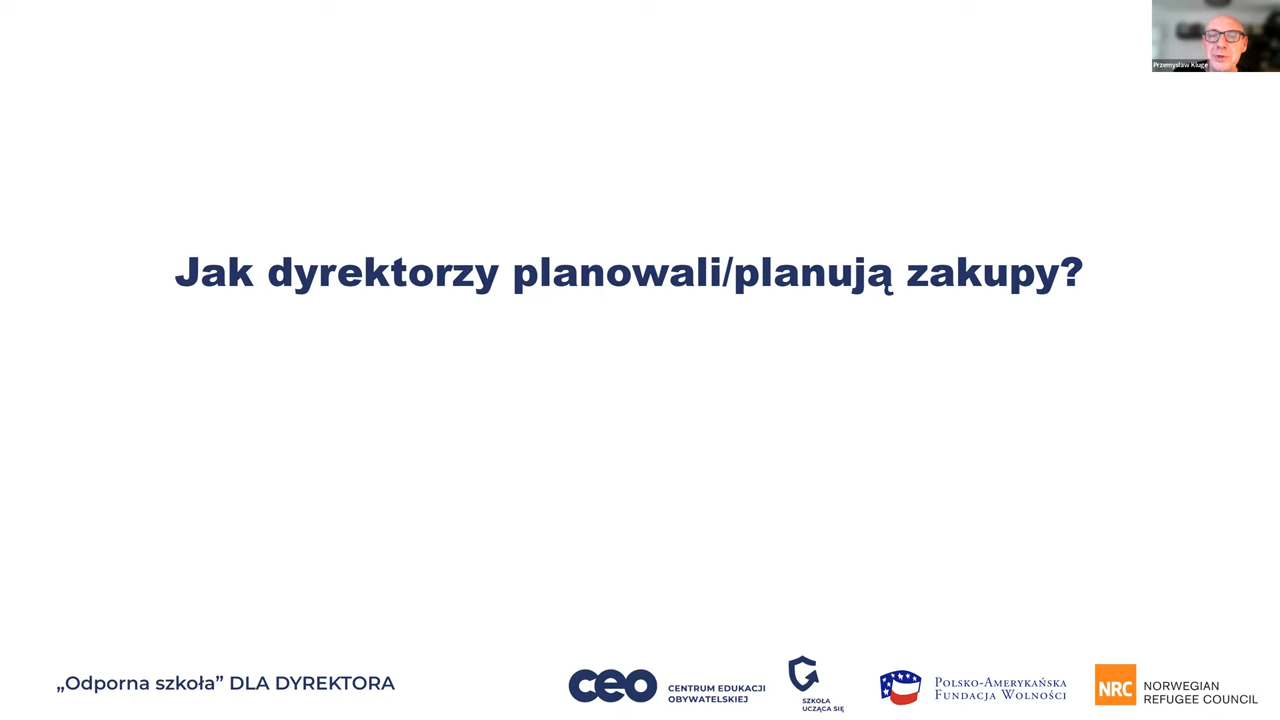 Przemysław Kluge
Jak dyrektorzy planowali/planują zakupy?
„Odporna szkoła” DLA DYREKTORA
ceo
CENTRUM EDUKACJI
OBYWATELSKIEJ
SZKOŁA
UCZĄCA SIĘ
POLSKO-AMERYKAŃSKA
FUNDACJA WOLNOŚCI
NRC
NORWEGIAN
REFUGEE COUNCIL